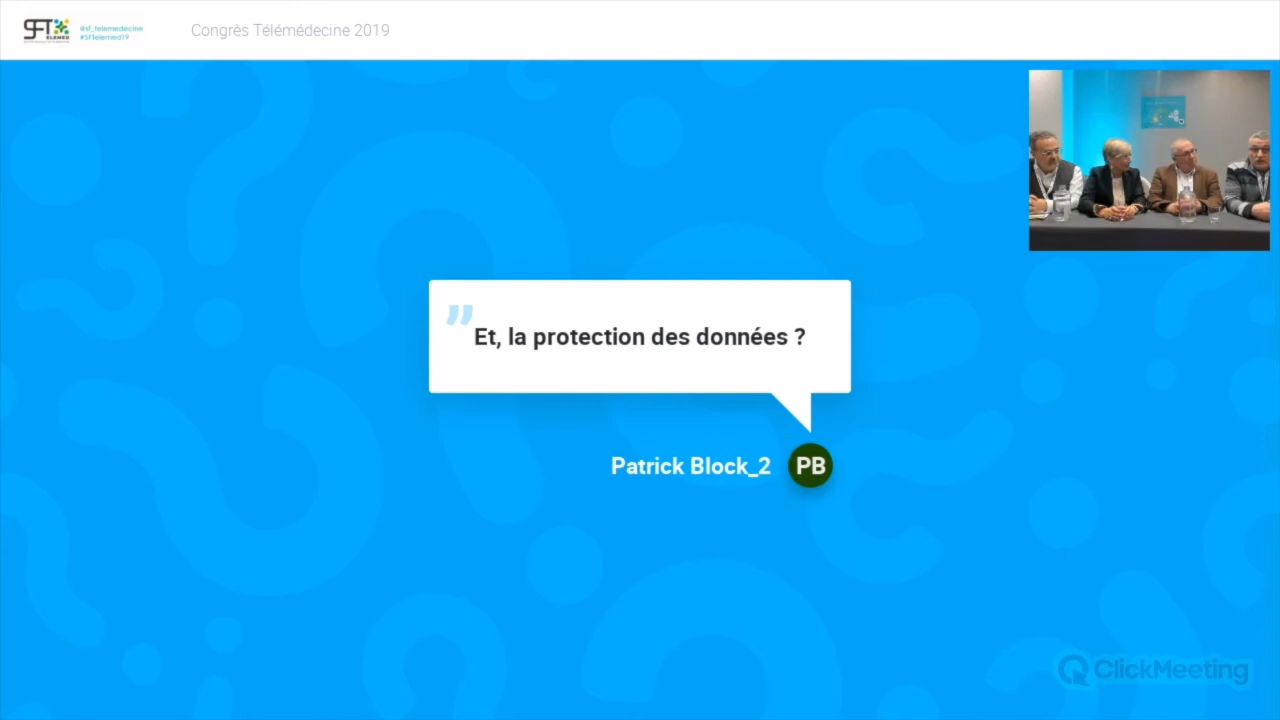 SFT
ELEMED
@sf_telemedecine
#SFTelemed19
Congrès Télémédecine 2019
Et, la protection des données ?
Patrick Block_2
PB
ClickMeeting